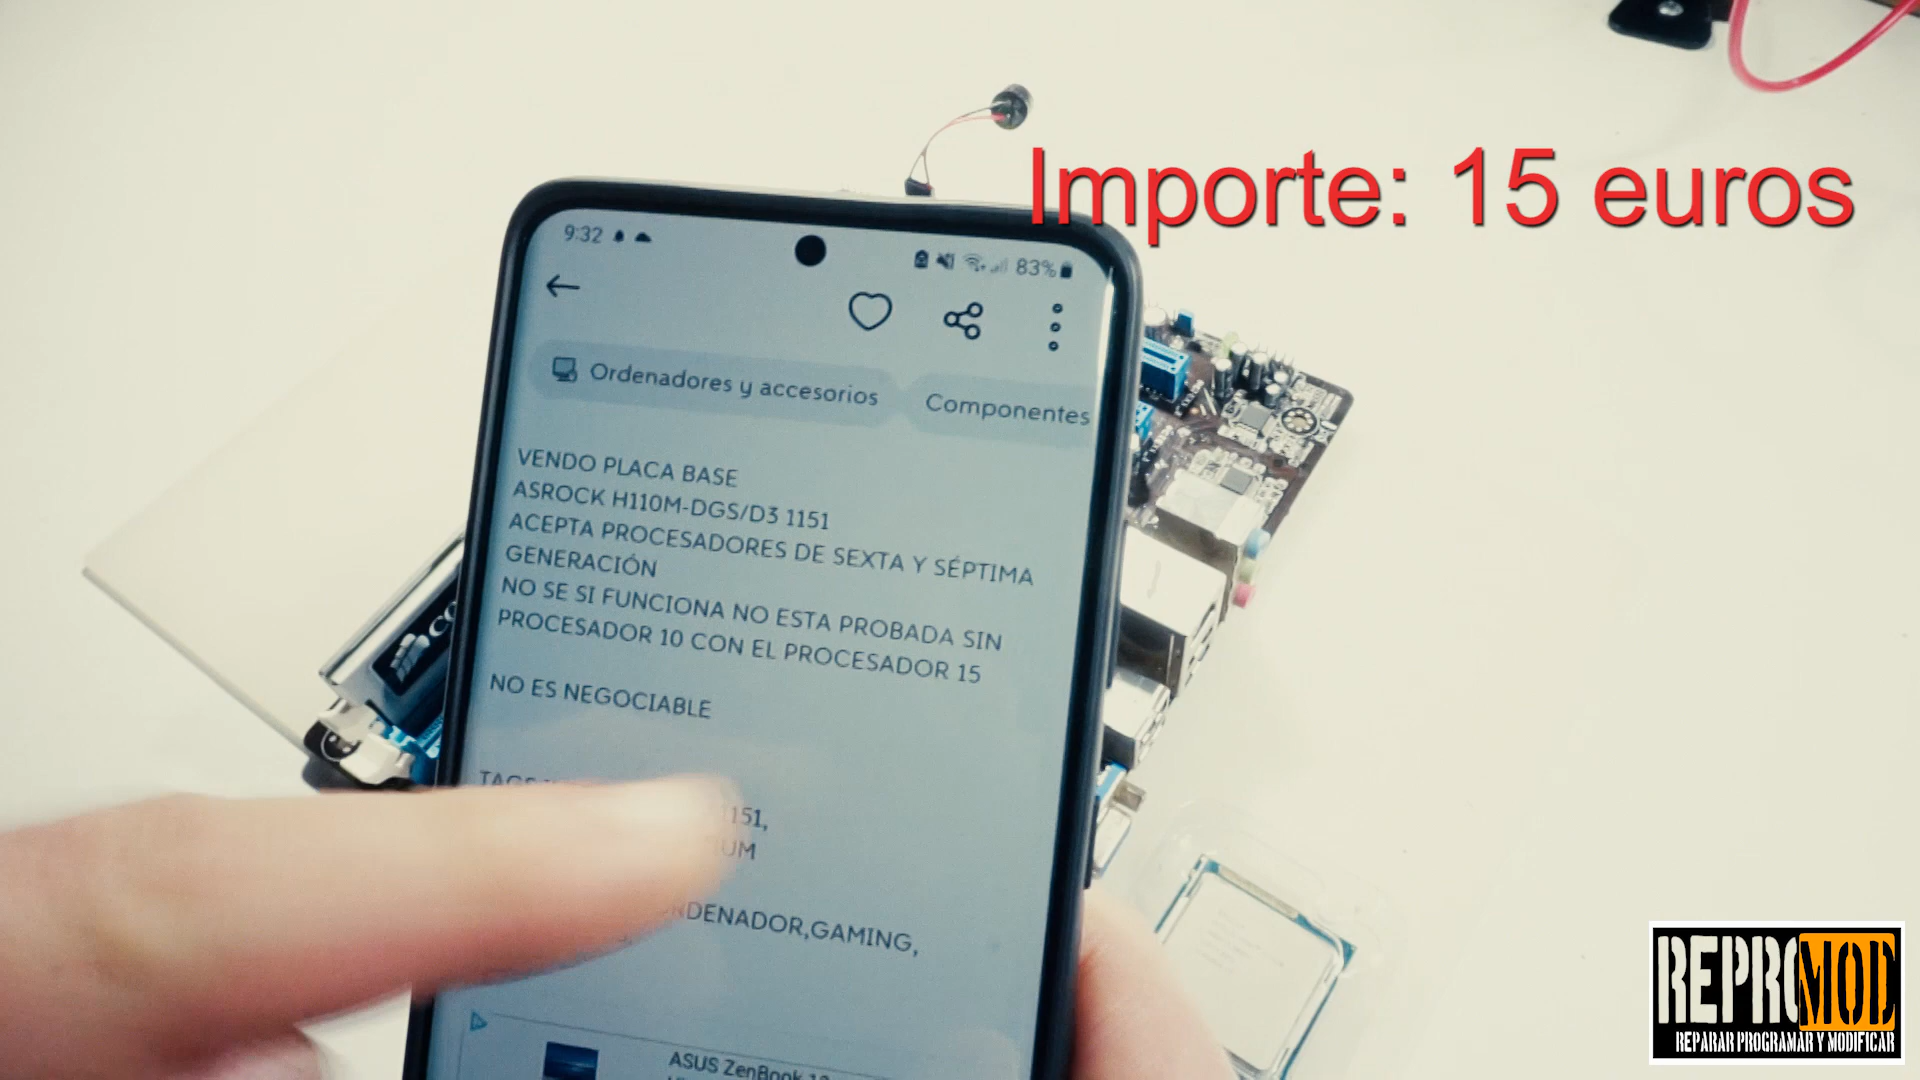 Importe: 15 euros
9:32
83%
Ordenadores y accesorios
Componentes
VENDO PLACA BASE
ASROCK H110M-DGS/D3 1151
ACEPTA PROCESADORES DE SEXTA Y SÉPTIMA
GENERACIÓN
NO SE SI FUNCIONA NO ESTA PROBADA SIN
PROCESADOR 10 CON EL PROCESADOR 15
NO ES NEGOCIABLE
1151,
GAMING,
ASUS ZenBook
REPROMOD
REPARAR PROGRAMAR Y MODIFICAR